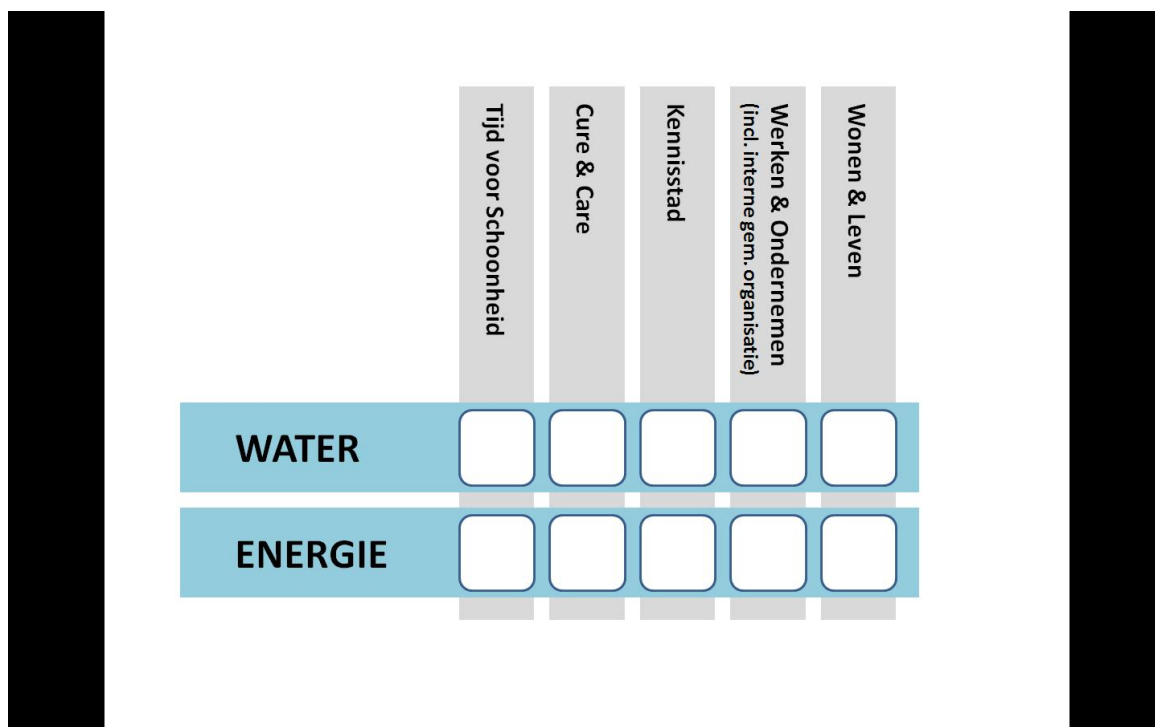 Tijd voor Schoonheid
Cure & Care
Kennisstad
Werken & Ondernemen
(incl. interne gem. organisatie)
Wonen & Leven
WATER
ENERGIE